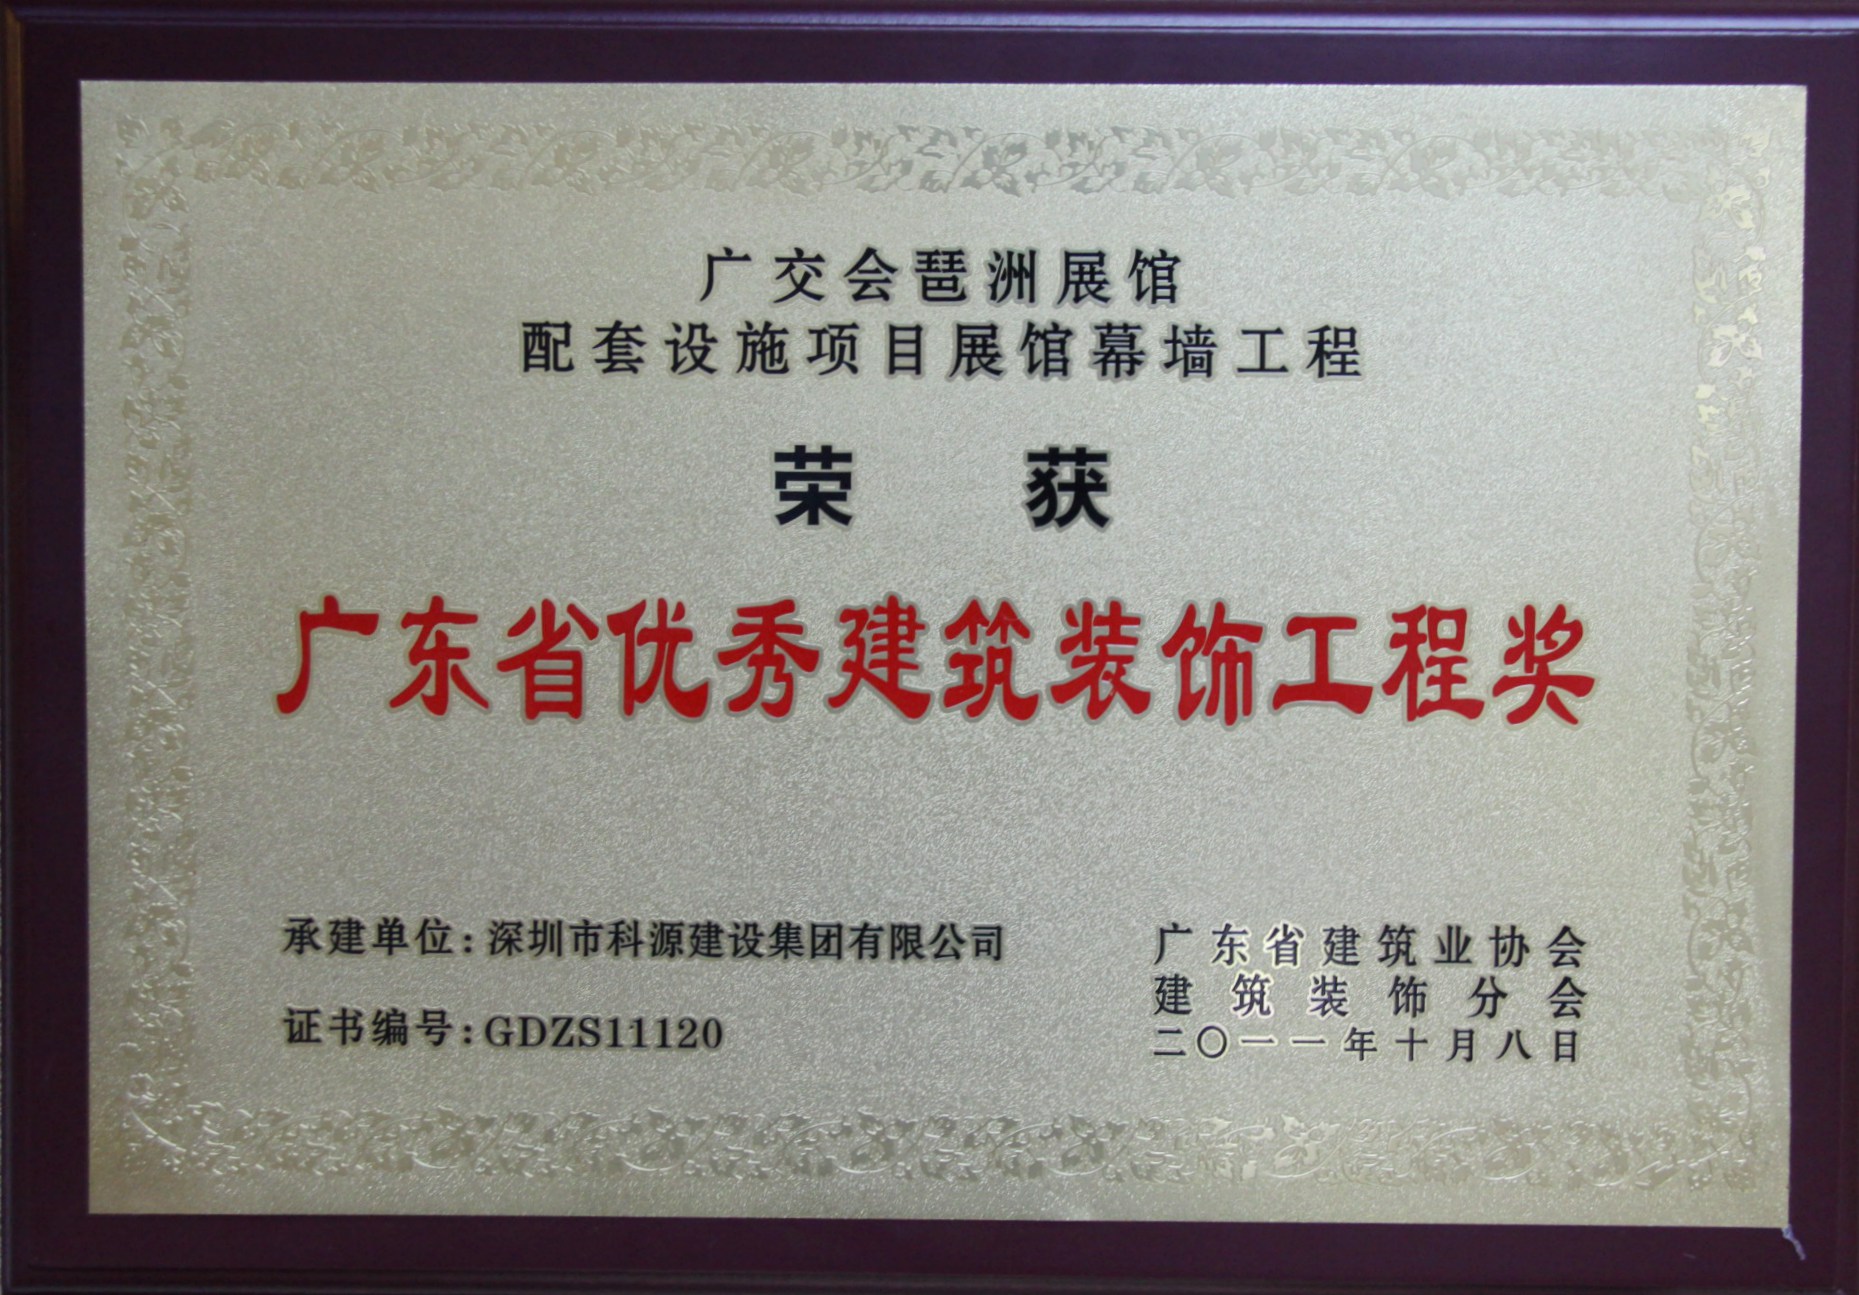 广交会琶洲展馆
配套设施项目展馆幕墙工程
荣获
广东省优秀建筑装饰工程奖
承建单位:深圳市科源建设集团有限公司
证书编号:GDZS11120
广东省建筑业协会
建筑装饰分会
二〇一一年十月八日